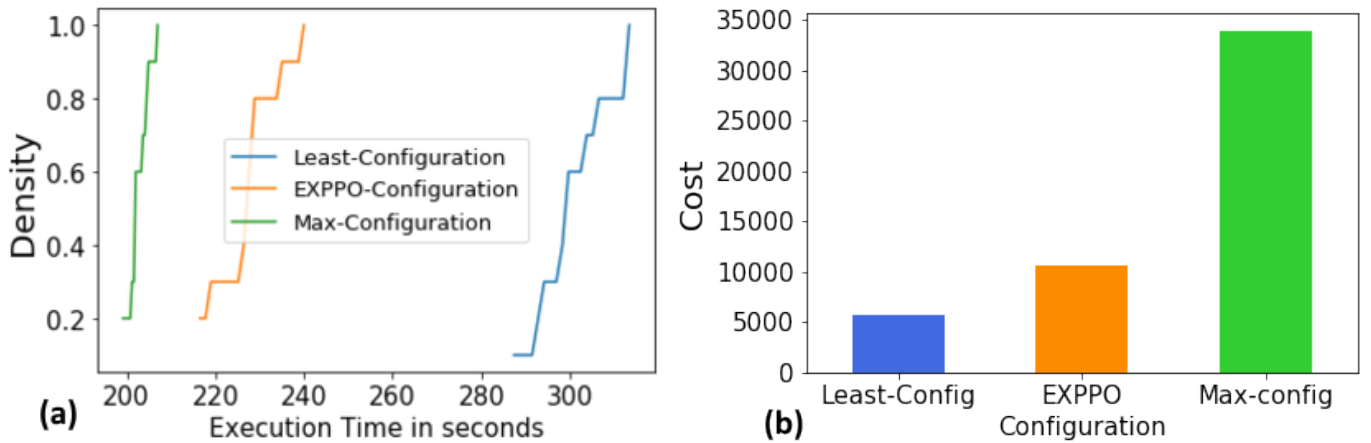 1.0
0.8
0.6
0.4
0.2
Density
Least-Configuration
EXPPO-Configuration
Max-Configuration
200 220 240 260 280 300
Execution Time in seconds
(a)
35000
30000
25000
20000
15000
10000
5000
0
Cost
Least-Config EXPPO Max-config
Configuration
(b)